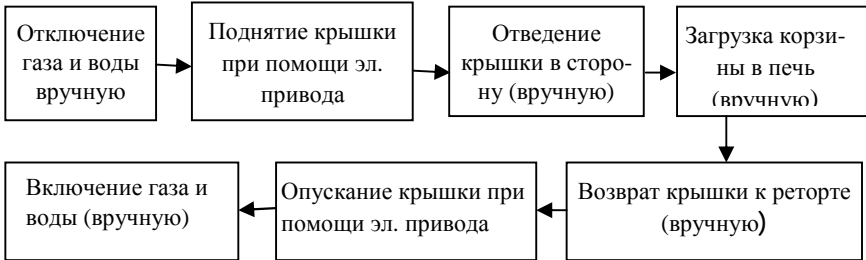 Отключение
газа и воды
вручную
Поднятие крышки
при помощи эл.
привода
Отведение
крышки в сторо-
ну (вручную)
Загрузка корзи-
ны в печь
(вручную)
Возврат крышки к реторте
(вручную)
Опускание крышки при
помощи эл. привода
Включение газа и
воды (вручную)